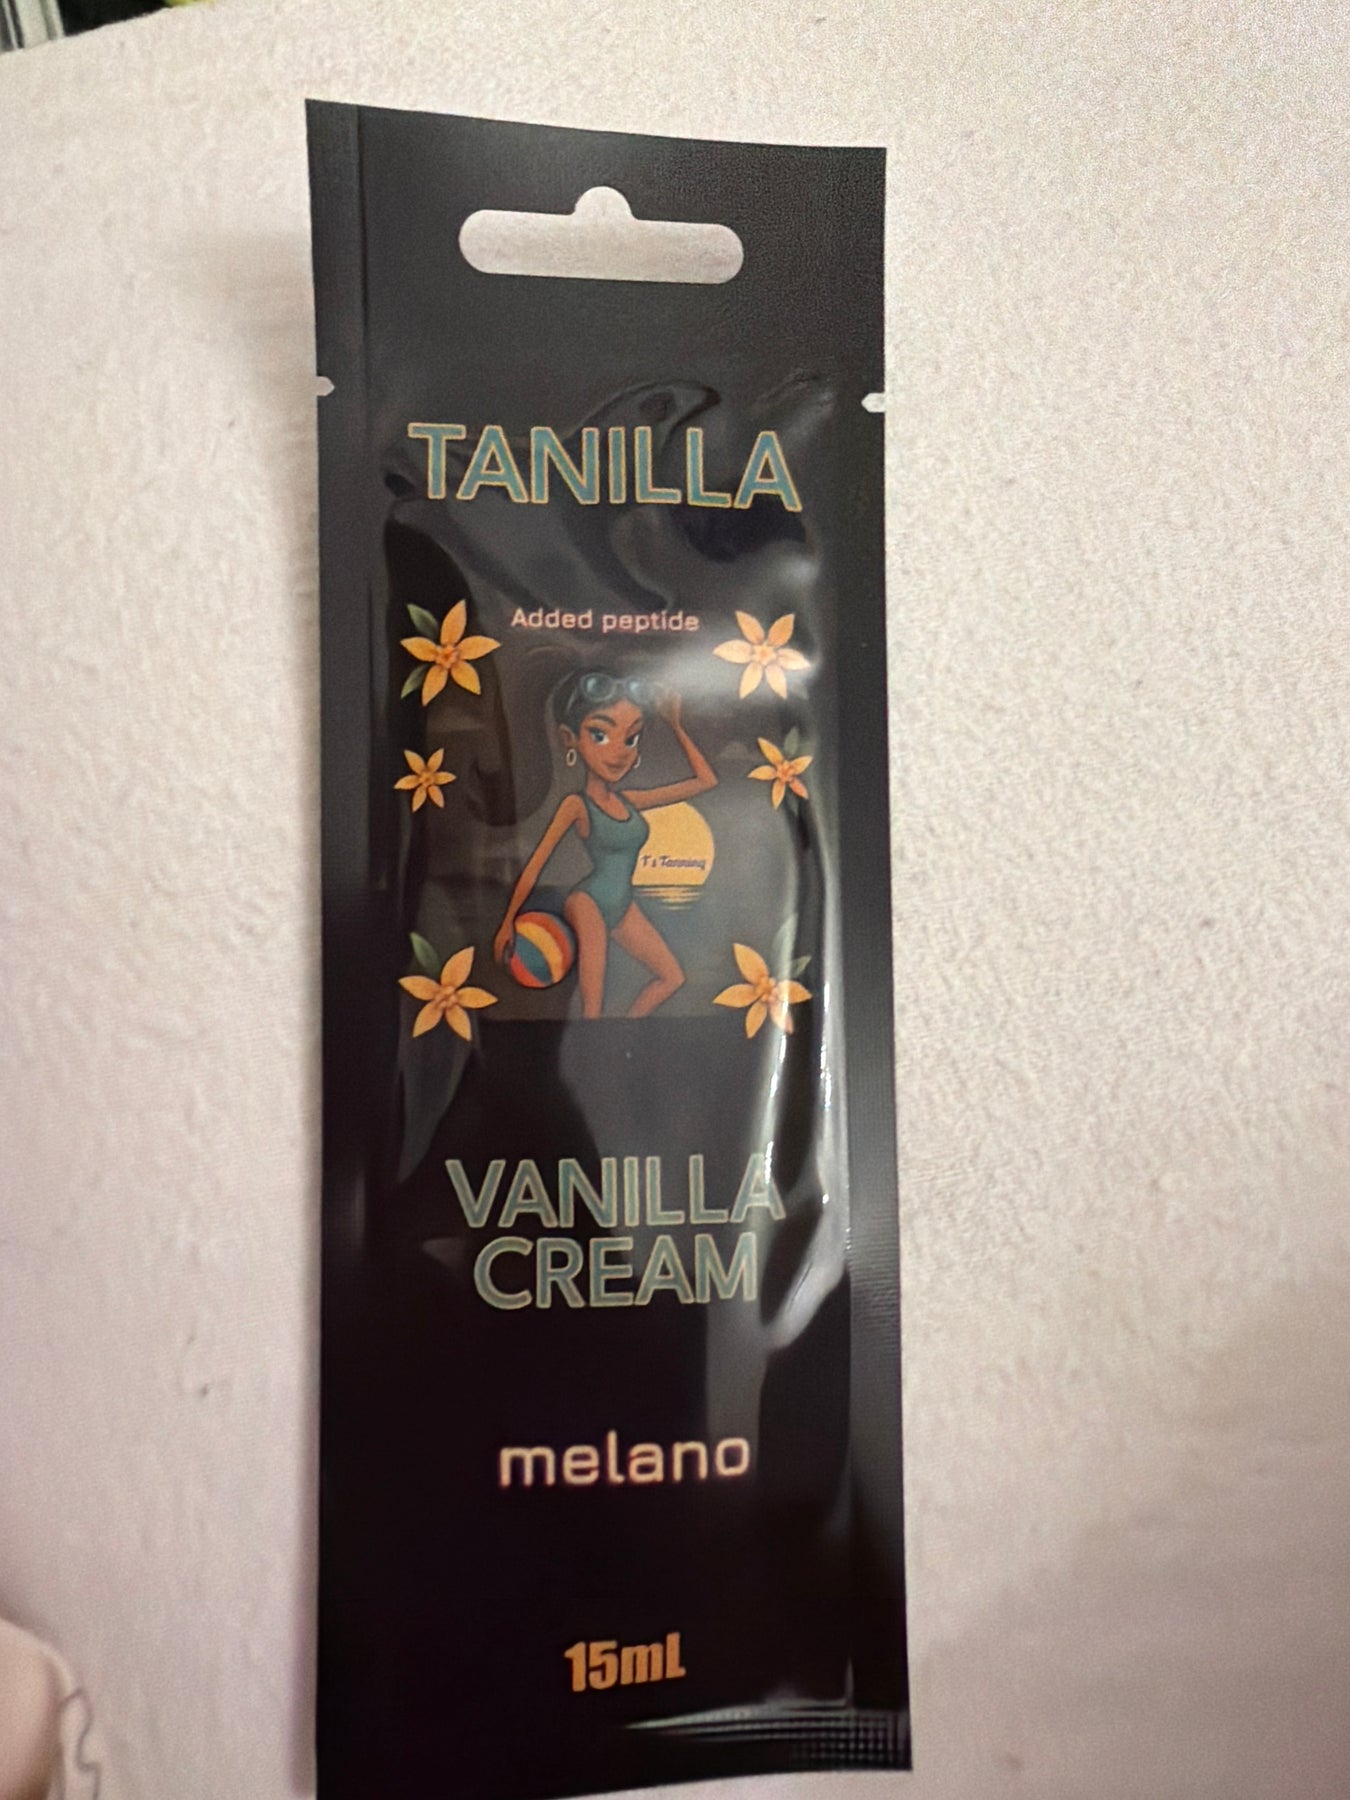 TANILLA
Added peptide
T's Tanning
VANILLA
CREAM
melano
15mL